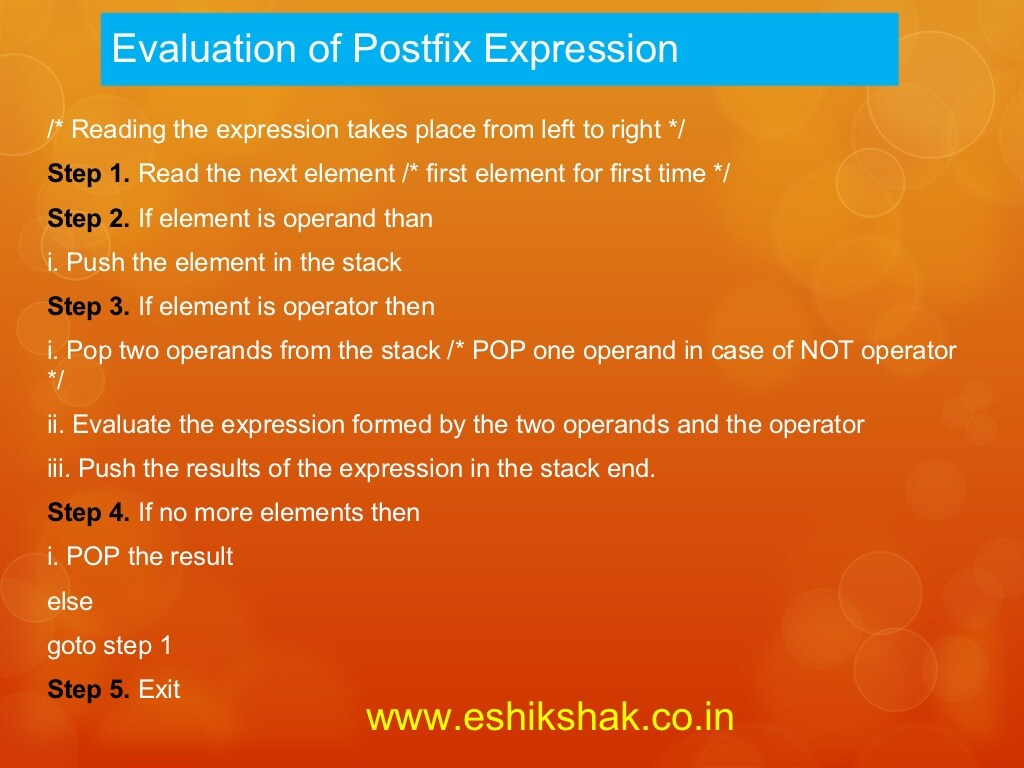 Evaluation of Postfix Expression
/* Reading the expression takes place from left to right */
Step 1. Read the next element /* first element for first time */
Step 2. If element is operand than
i. Push the element in the stack
Step 3. If element is operator then
i. Pop two operands from the stack /* POP one operand in case of NOT operator
*/
ii. Evaluate the expression formed by the two operands and the operator
iii. Push the results of the expression in the stack end.
Step 4. If no more elements then
i. POP the result
else
goto step 1
Step 5. Exit
www.eshikshak.co.in